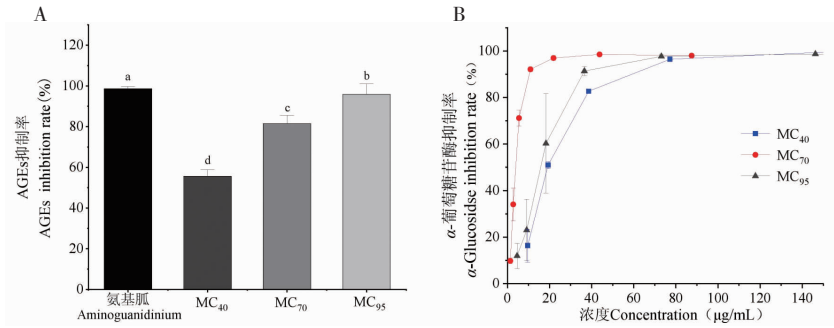 A
AGEs抑制率
AGEs inhibition rate(%)
120
100
80
60
40
20
0
a
d
c
b
氨基胍
Aminoguanidinium
MC₄₀
MC₇₀
MC₉₅
B
α-葡萄糖苷酶抑制率
α-Glucosidse inhibition rate (%)
100
80
60
40
20
0
MC₄₀
MC₇₀
MC₉₅
0 20 40 60 80 100 120 140
浓度Concentration（μg/mL）